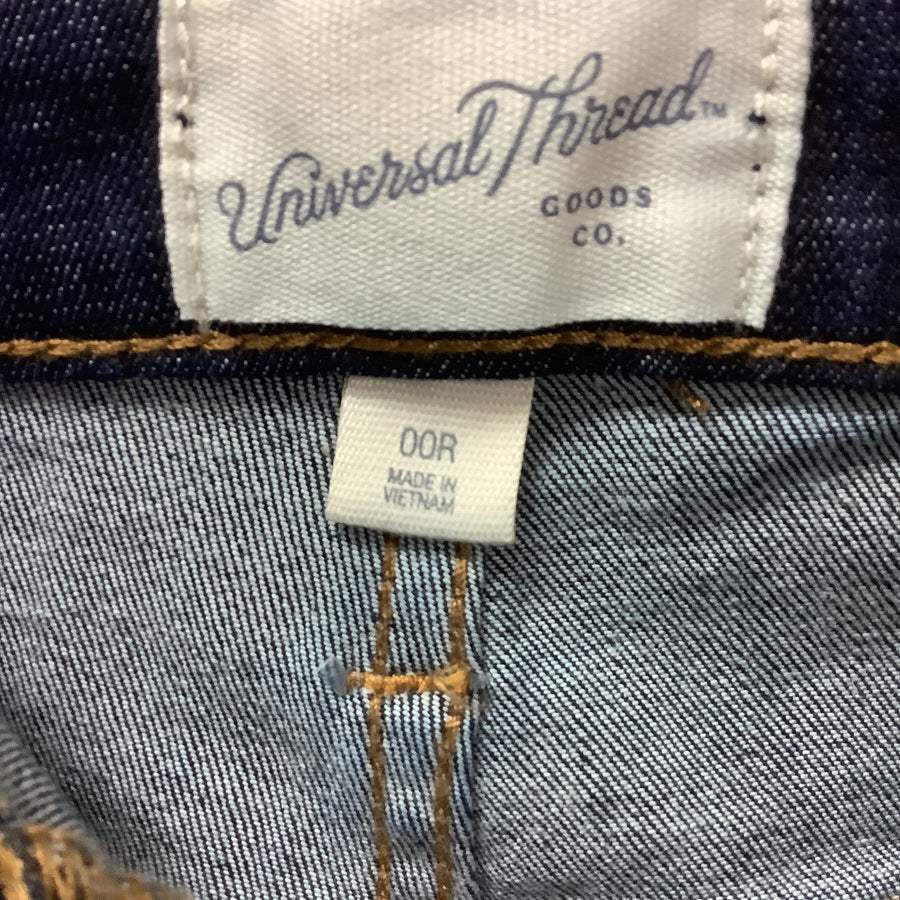 Universal Thread™
GOODS
CO.
00R
MADE IN
VIETNAM